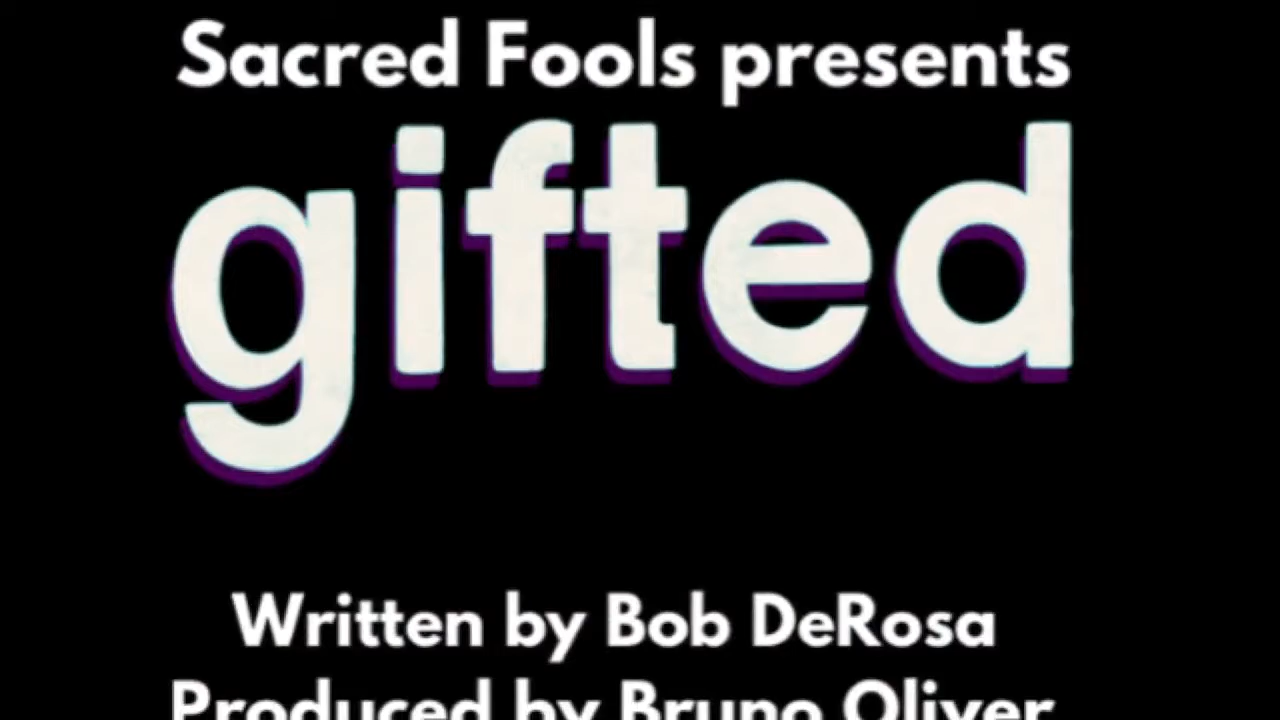 Sacred Fools presents
gifted
Written by Bob DeRosa
Produced by Bruno Oliver